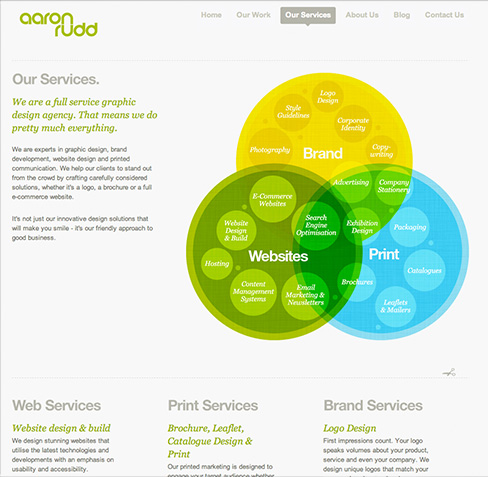 aaron
rudd
Home Our Work Our Services About Us Blog Contact Us
Our Services.
We are a full service graphic
design agency. That means we do
pretty much everything.
We are experts in graphic design, brand
development, website design and printed
communication. We help our clients to stand out
from the crowd by crafting carefully considered
solutions, whether it's a logo, a brochure or a full
e-commerce website.
It's not just our innovative design solutions that
will make you smile - it's our friendly approach to
good business.
Logo
Design
Style
Guidelines
Corporate
Identity
Photography
Brand
Copy-
writing
Advertising
Company
Stationery
E-Commerce
Websites
Website
Design
& Build
Search
Engine
Optimisation
Exhibition
Design
Packaging
Websites
Print
Hosting
Catalogues
Content
Management
Systems
Email
Marketing &
Newsletters
Brochures
Leaflets
& Mailers
Web Services
Website design & build
We design stunning websites that
utilise the latest technologies and
developments with an emphasis on
usability and accessibility.
Print Services
Brochure, Leaflet,
Catalogue Design &
Print
Our printed marketing is designed to
engage your target audience whether
Brand Services
Logo Design
First impressions count. Your logo
speaks volumes about your product,
service and even your company. We
design unique logos that match your